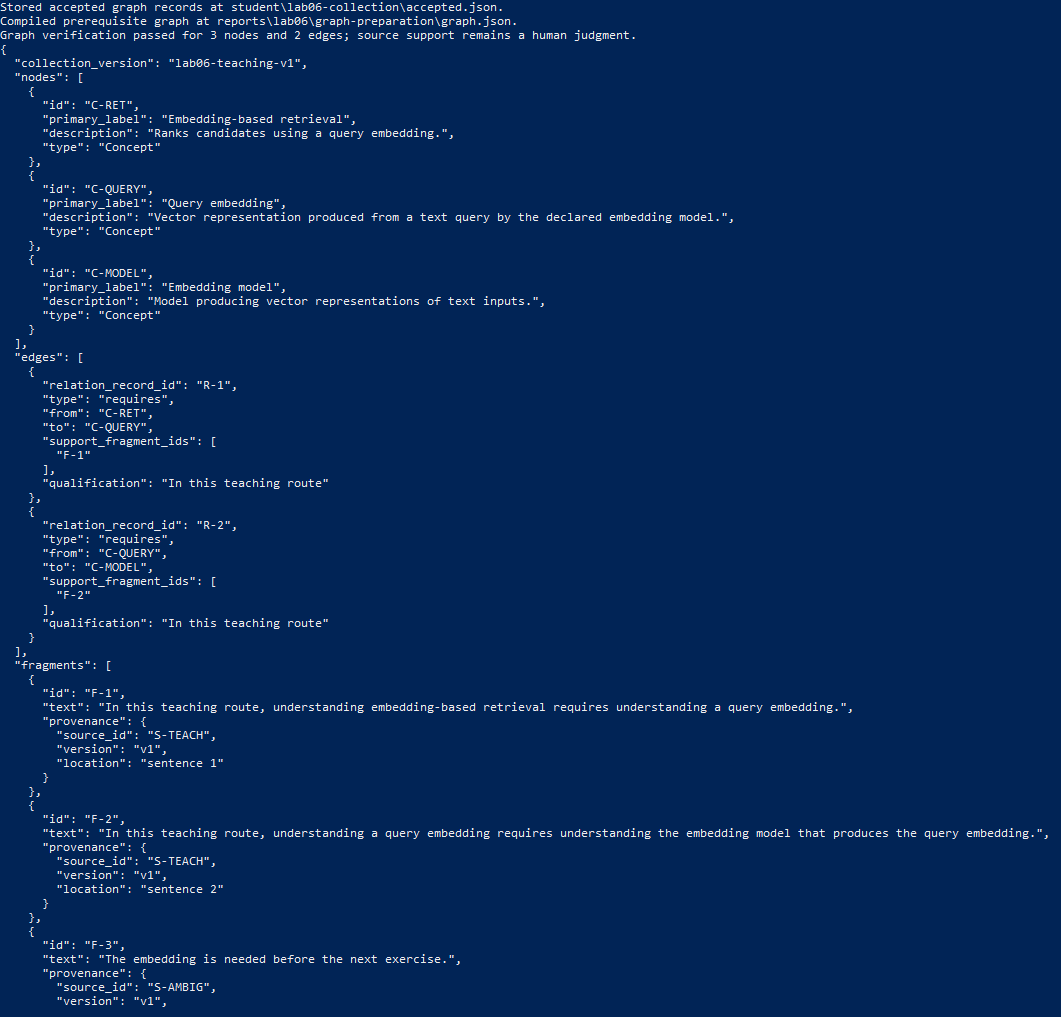 Stored accepted graph records at student\lab06-collection\accepted.json.
Compiled prerequisite graph at reports\lab06\graph-preparation\graph.json.
Graph verification passed for 3 nodes and 2 edges; source support remains a human judgment.
{
  "collection_version": "lab06-teaching-v1",
  "nodes": [
    {
      "id": "C-RET",
      "primary_label": "Embedding-based retrieval",
      "description": "Ranks candidates using a query embedding.",
      "type": "Concept"
    },
    {
      "id": "C-QUERY",
      "primary_label": "Query embedding",
      "description": "Vector representation produced from a text query by the declared embedding model.",
      "type": "Concept"
    },
    {
      "id": "C-MODEL",
      "primary_label": "Embedding model",
      "description": "Model producing vector representations of text inputs.",
      "type": "Concept"
    }
  ],
  "edges": [
    {
      "relation_record_id": "R-1",
      "type": "requires",
      "from": "C-RET",
      "to": "C-QUERY",
      "support_fragment_ids": [
        "F-1"
      ],
      "qualification": "In this teaching route"
    },
    {
      "relation_record_id": "R-2",
      "type": "requires",
      "from": "C-QUERY",
      "to": "C-MODEL",
      "support_fragment_ids": [
        "F-2"
      ],
      "qualification": "In this teaching route"
    }
  ],
  "fragments": [
    {
      "id": "F-1",
      "text": "In this teaching route, understanding embedding-based retrieval requires understanding a query embedding.",
      "provenance": {
        "source_id": "S-TEACH",
        "version": "v1",
        "location": "sentence 1"
      }
    },
    {
      "id": "F-2",
      "text": "In this teaching route, understanding a query embedding requires understanding the embedding model that produces the query embedding.",
      "provenance": {
        "source_id": "S-TEACH",
        "version": "v1",
        "location": "sentence 2"
      }
    },
    {
      "id": "F-3",
      "text": "The embedding is needed before the next exercise.",
      "provenance": {
        "source_id": "S-AMBIG",
        "version": "v1",